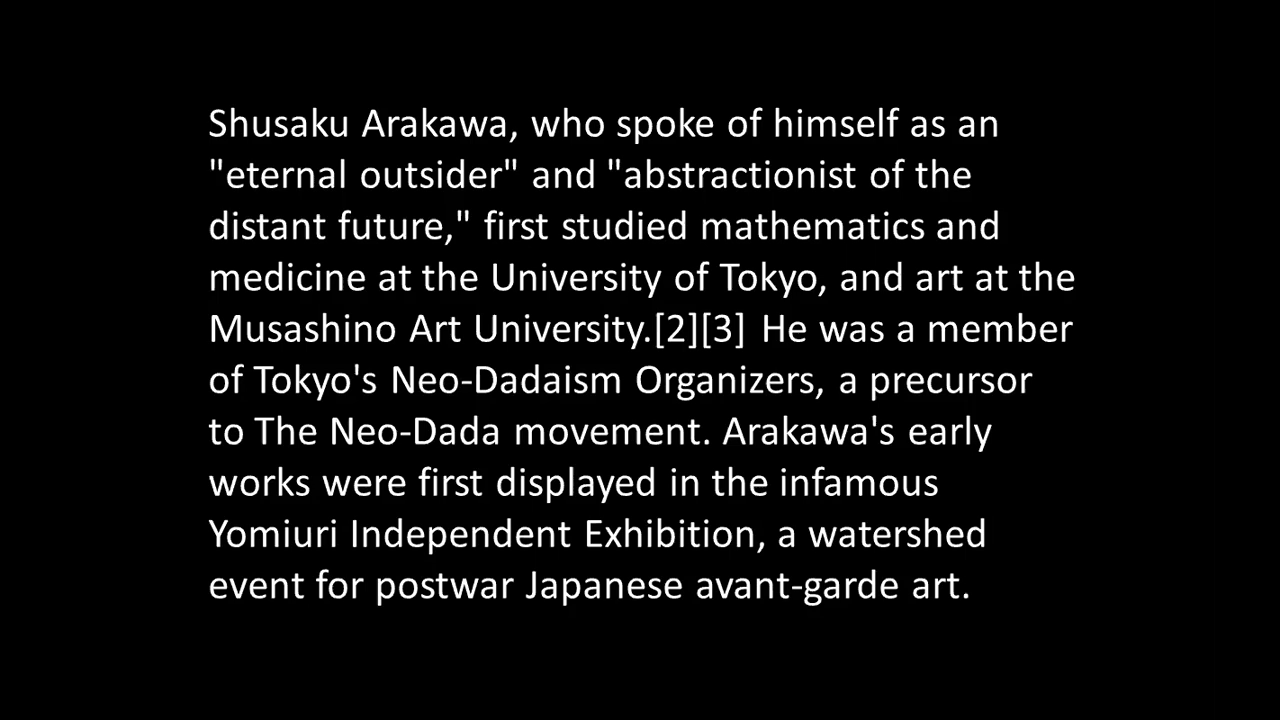 Shusaku Arakawa, who spoke of himself as an
"eternal outsider" and "abstractionist of the
distant future," first studied mathematics and
medicine at the University of Tokyo, and art at the
Musashino Art University.[2][3] He was a member
of Tokyo's Neo-Dadaism Organizers, a precursor
to The Neo-Dada movement. Arakawa's early
works were first displayed in the infamous
Yomiuri Independent Exhibition, a watershed
event for postwar Japanese avant-garde art.